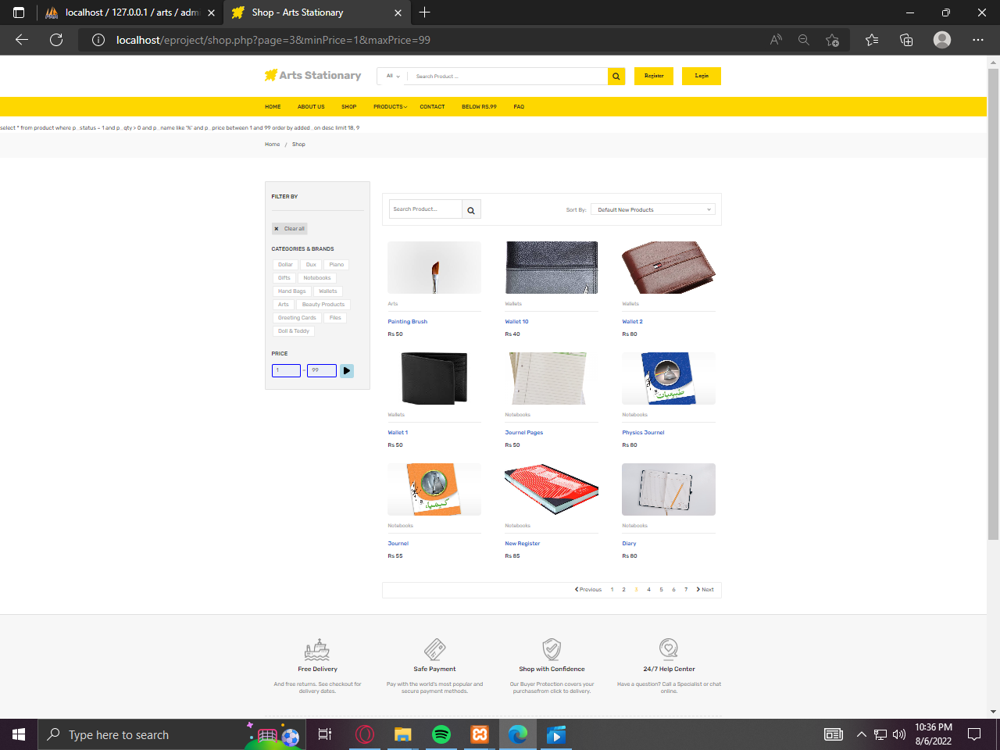 localhost / 127.0.0.1 / arts / adm
Shop - Arts Stationary
localhost/eproject/shop.php?page=3&minPrice=1&maxPrice=99
Arts Stationary
All
Search Product ...
Register
Login
HOME
ABOUT US
SHOP
PRODUCTS
CONTACT
BELOW RS.99
FAQ
select * from product where p_status = 1 and p_qty > 0 and p_name like '%' and p_price between 1 and 99 order by added_on desc limit 18, 9
Home / Shop
FILTER BY
Clear all
CATEGORIES & BRANDS
Dollar Dux Piano
Gifts Notebooks
Hand Bags Wallets
Arts Beauty Products
Greeting Cards Files
Doll & Teddy
PRICE
1 - 99
Search Product...
Sort By: Default New Products
Arts
Painting Brush
Rs 50
Wallets
Wallet 10
Rs 40
Wallets
Wallet 2
Rs 80
Wallets
Wallet 1
Rs 50
Notebooks
Journel Pages
Rs 50
Notebooks
Physics Journel
Rs 80
Notebooks
Journel
Rs 55
Notebooks
New Register
Rs 85
Notebooks
Diary
Rs 80
Previous 1 2 3 4 5 6 7 Next
Free Delivery
And free returns. See checkout for
delivery dates.
Safe Payment
Pay with the world's most popular and
secure payment methods.
Shop with Confidence
Our Buyer Protection covers your
purchasefrom click to delivery.
24/7 Help Center
Have a question? Call a Specialist or chat
online.
Type here to search
10:36 PM
8/6/2022